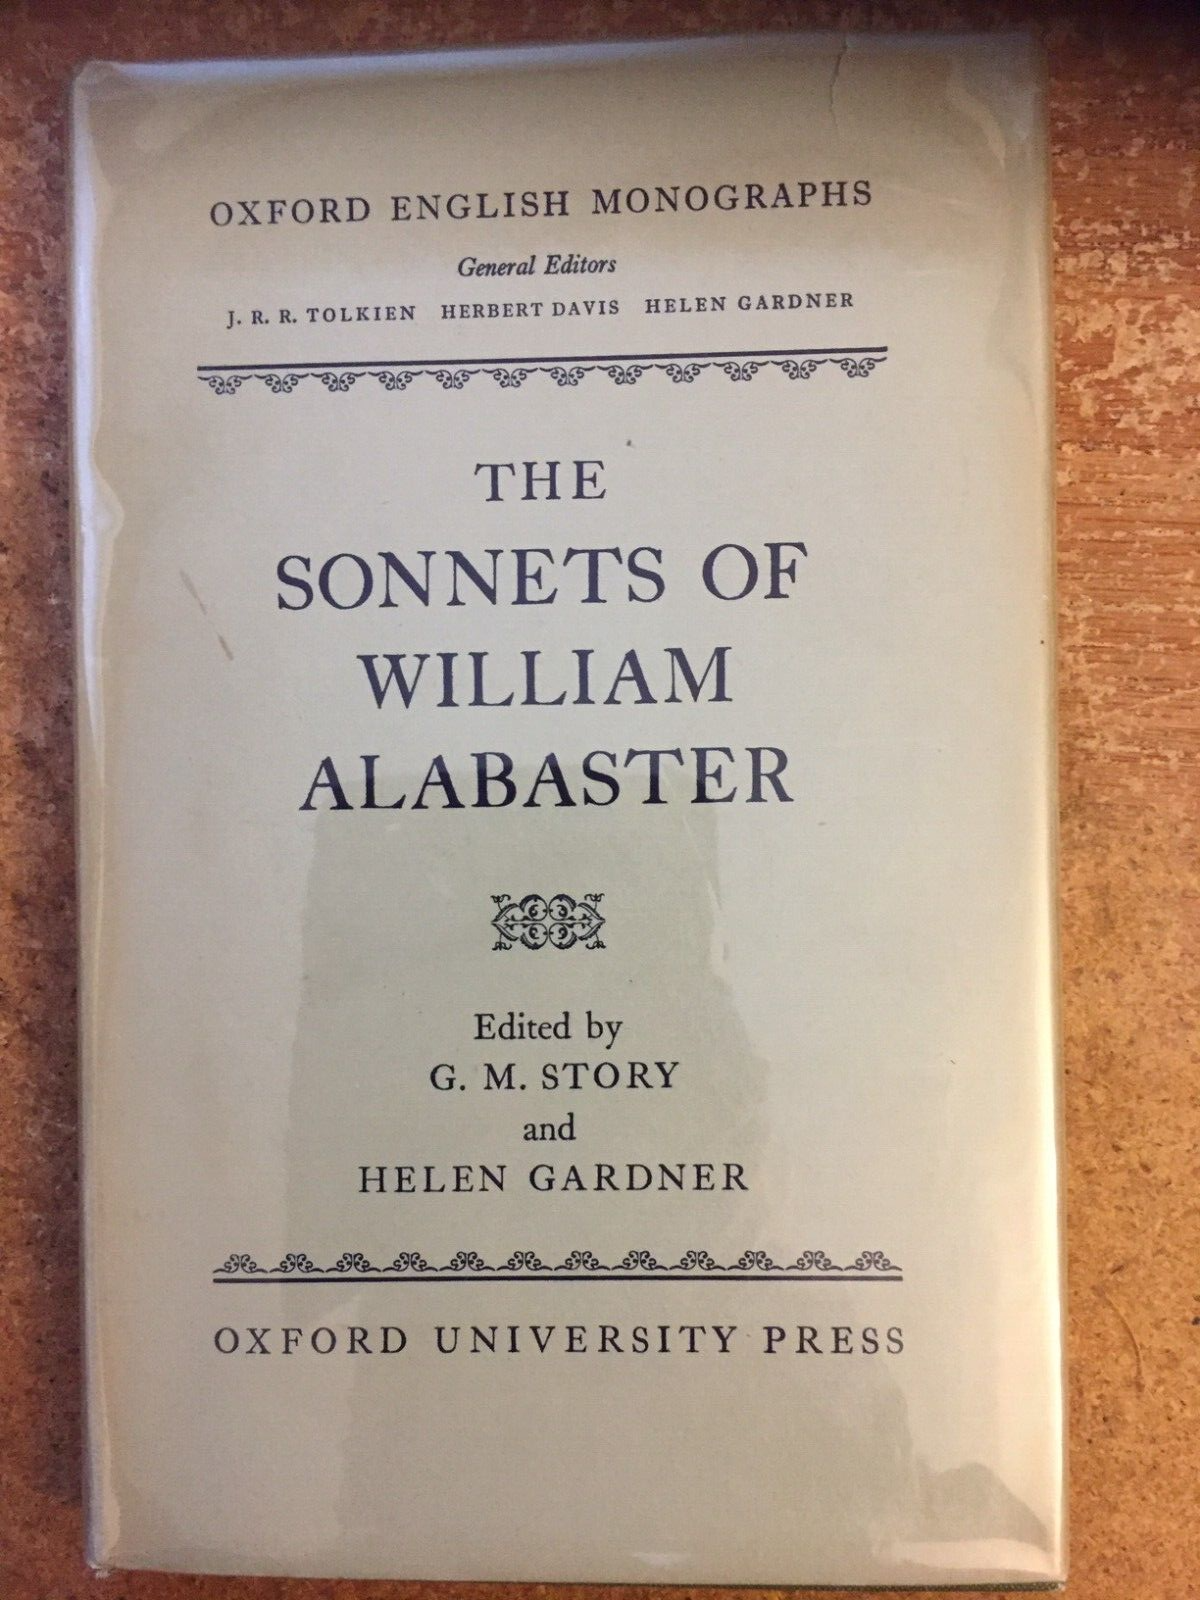 OXFORD ENGLISH MONOGRAPHS
General Editors
J. R. R. TOLKIEN HERBERT DAVIS HELEN GARDNER
THE
SONNETS OF
WILLIAM
ALABASTER
Edited by
G. M. STORY
and
HELEN GARDNER
OXFORD UNIVERSITY PRESS